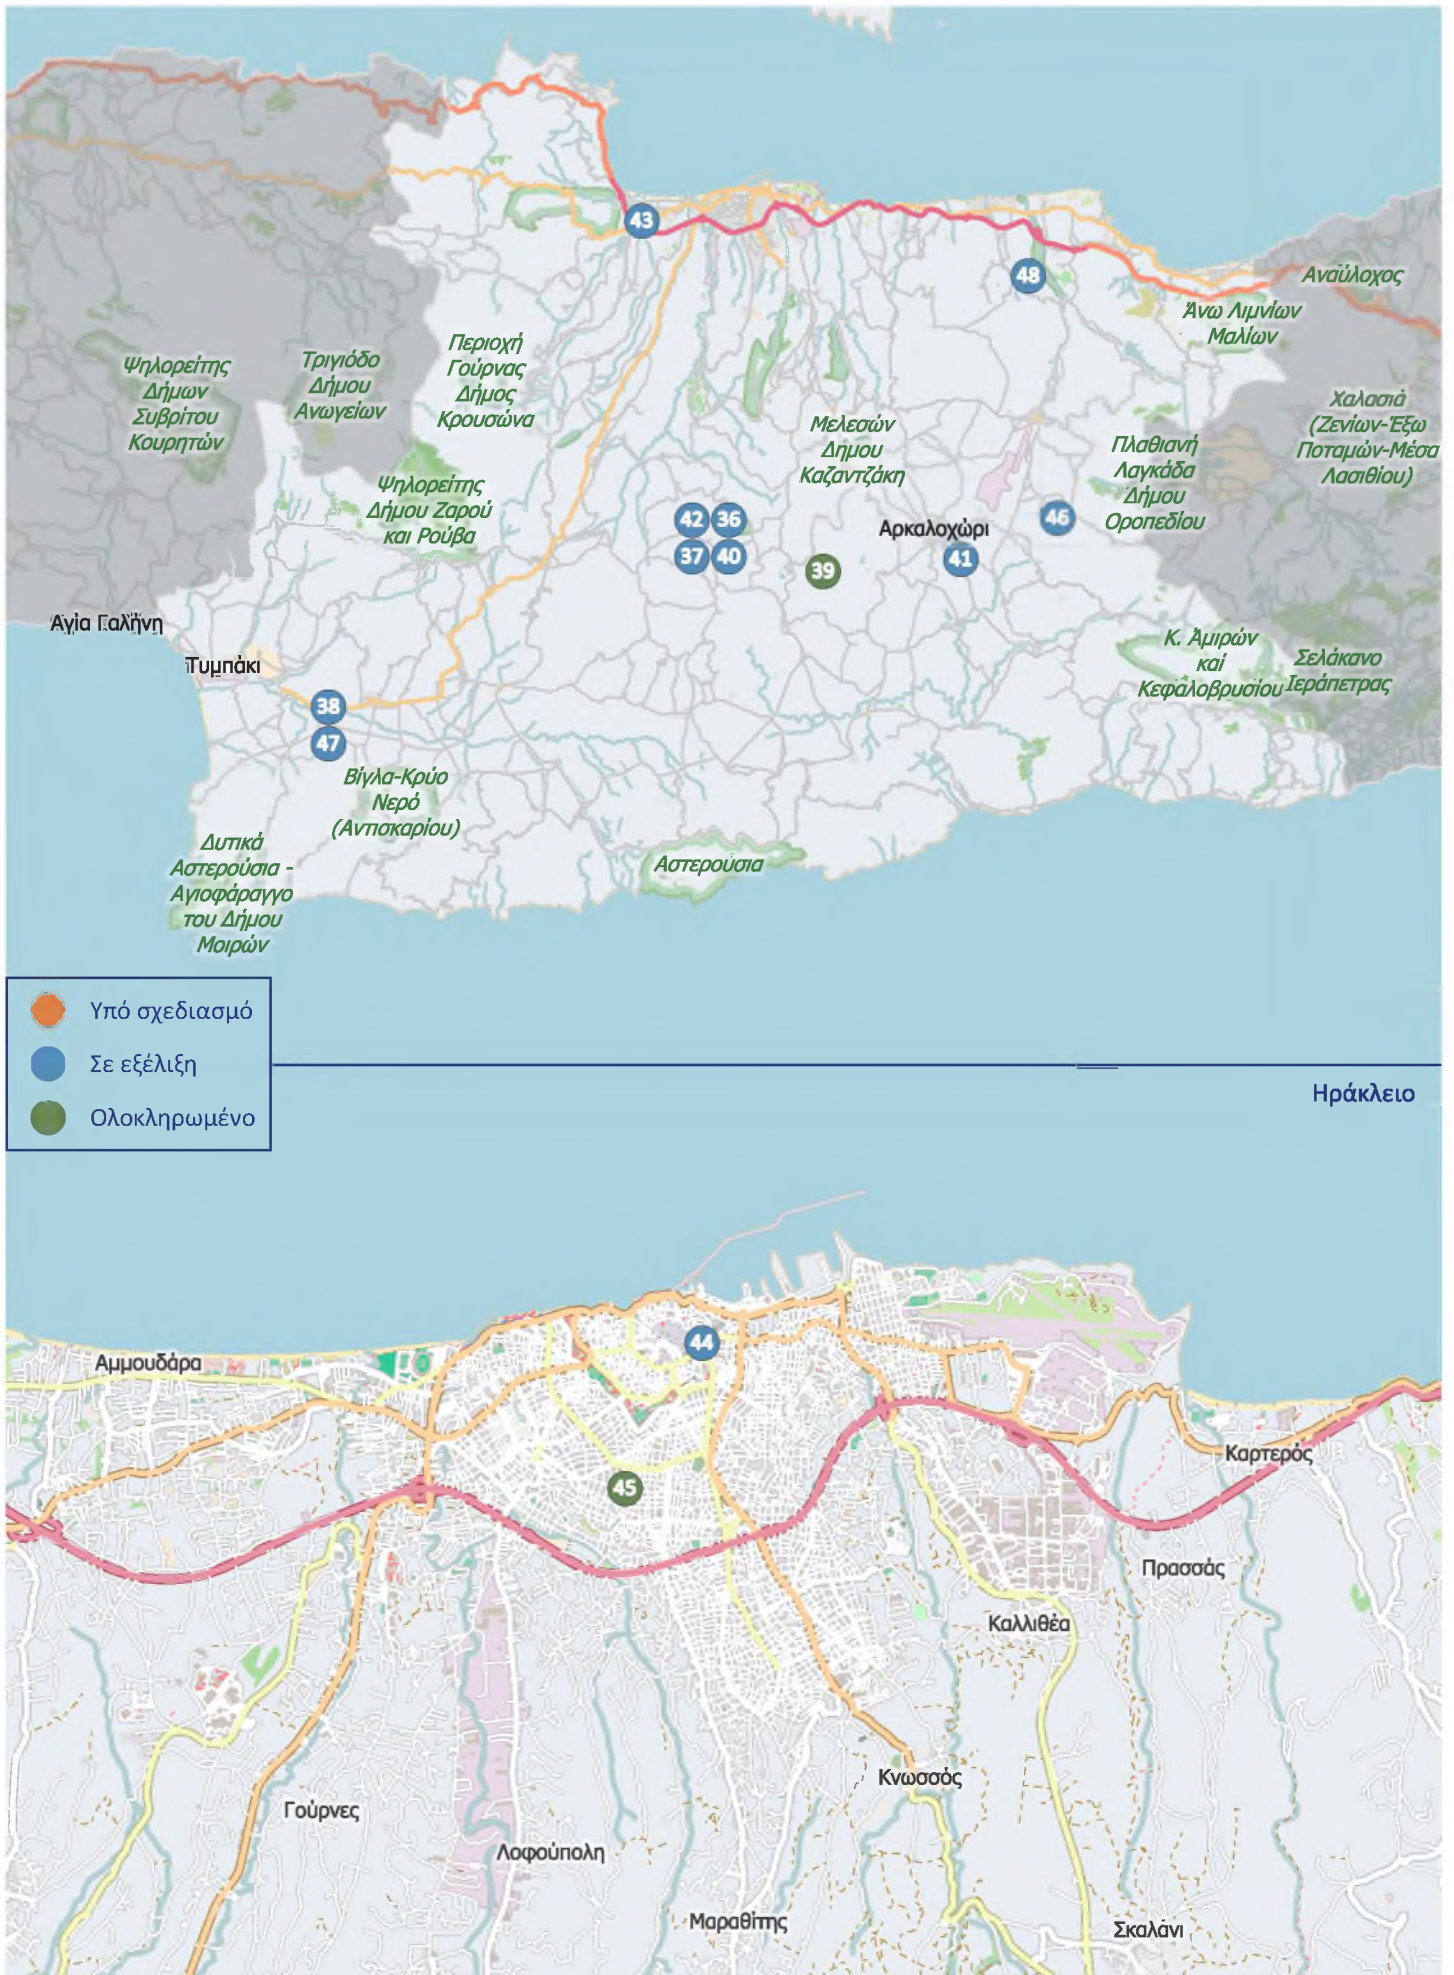 43
48
Αναύλοχος
Άνω Λιμνίων
Μαλίων
Ψηλορείτης
Δήμων
Συβρίτου
Κουρητών
Τριγιόδο
Δήμου
Ανωγείων
Περιοχή
Γούρνας
Δήμος
Κρουσώνα
Μελεσών
Δημου
Καζαντζάκη
Χαλασιά
(Ζενίων-Έξω
Ποταμών-Μέσα
Λασιθίου)
Πλαθιανή
Λαγκάδα
Δήμου
Οροπεδίου
Ψηλορείτης
Δήμου Ζαρού
και Ρούβα
42 36
37 40
39
Αρκαλοχώρι
41
46
Αγία Γαλήνη
Τυμπάκι
38
47
Κ. Άμιρών
καί
Κεφαλοβρυσίου
Σελάκανο
Ιεράπετρας
Βίγλα-Κρύο
Νερό
(Αντισκαρίου)
Δυτικά
Αστερούσια -
Αγιοφάραγγο
του Δήμου
Μοιρών
Αστερούσια
Υπό σχεδιασμό
Σε εξέλιξη
Ολοκληρωμένο
Ηράκλειο
44
Αμμουδάρα
Καρτερός
45
Πρασσάς
Καλλιθέα
Κνωσσός
Γούρνες
Λοφούπολη
Μαραθίτης
Σκαλάνι